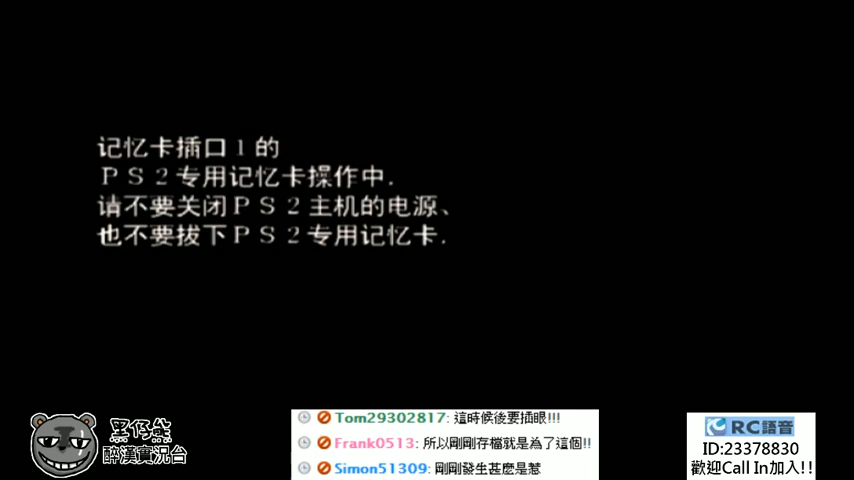 记忆卡插口1的
PS2专用记忆卡操作中.
请不要关闭PS2主机的电源、
也不要拔下PS2专用记忆卡.
黑仔熊
醉漢實況台
Tom29302817: 這時候後要插眼!!!
Frank0513: 所以剛剛存檔就是為了這個!!
Simon51309: 剛剛發生甚麼是惹
RC語音
ID:23378830
歡迎Call In加入!!